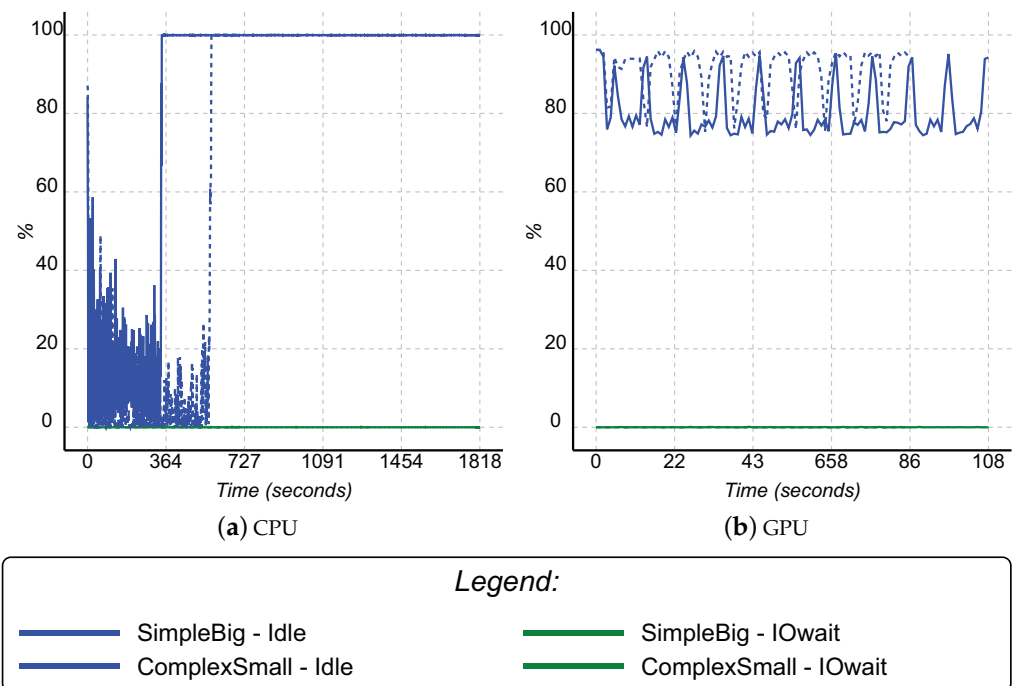 100
80
60
40
20
0
%
0 364 727 1091 1454 1818
Time (seconds)
(a) CPU
100
80
60
40
20
0
%
0 22 43 658 86 108
Time (seconds)
(b) GPU
Legend:
SimpleBig - Idle
ComplexSmall - Idle
SimpleBig - IOwait
ComplexSmall - IOwait